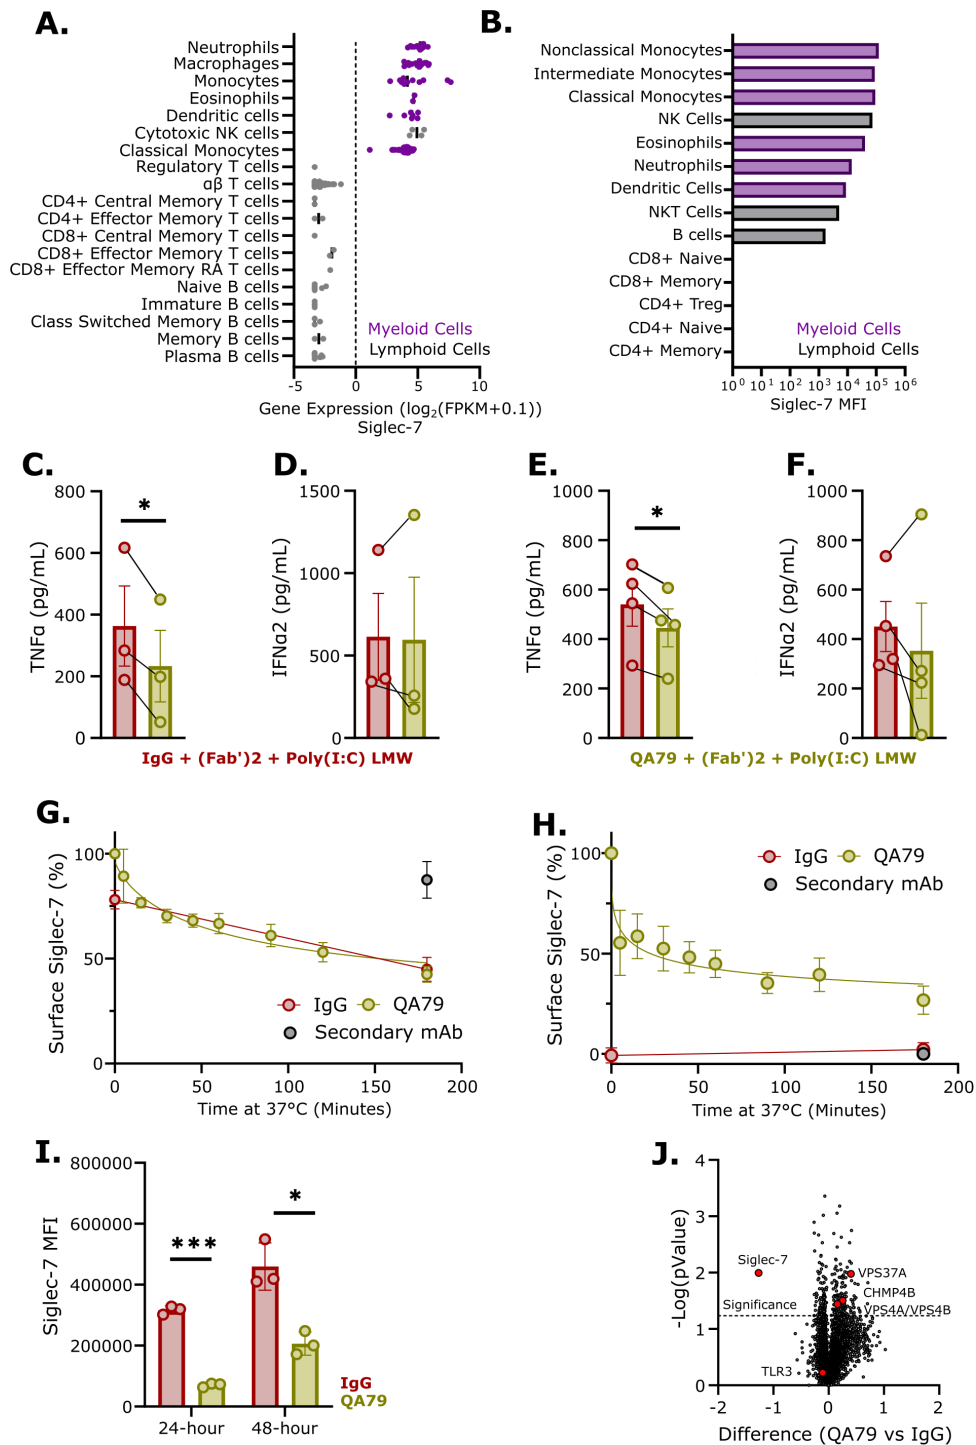 A.
Neutrophils
Macrophages
Monocytes
Eosinophils
Dendritic cells
Cytotoxic NK cells
Classical Monocytes
Regulatory T cells
αβ T cells
CD4+ Central Memory T cells
CD4+ Effector Memory T cells
CD8+ Central Memory T cells
CD8+ Effector Memory T cells
CD8+ Effector Memory RA T cells
Naive B cells
Immature B cells
Class Switched Memory B cells
Memory B cells
Plasma B cells
Myeloid Cells
Lymphoid Cells
-5 0 5 10
Gene Expression (log2(FPKM+0.1))
Siglec-7
B.
Nonclassical Monocytes
Intermediate Monocytes
Classical Monocytes
NK Cells
Eosinophils
Neutrophils
Dendritic Cells
NKT Cells
B cells
CD8+ Naive
CD8+ Memory
CD4+ Treg
CD4+ Naive
CD4+ Memory
Myeloid Cells
Lymphoid Cells
10^0 10^1 10^2 10^3 10^4 10^5 10^6
Siglec-7 MFI
C.
TNFα (pg/mL)
800
600
400
200
0
*
D.
IFNα2 (pg/mL)
1500
1000
500
0
IgG + (Fab')2 + Poly(I:C) LMW
E.
TNFα (pg/mL)
1000
800
600
400
200
0
*
F.
IFNα2 (pg/mL)
1000
800
600
400
200
0
QA79 + (Fab')2 + Poly(I:C) LMW
G.
Surface Siglec-7 (%)
100
50
0
IgG QA79
Secondary mAb
0 50 100 150 200
Time at 37°C (Minutes)
H.
Surface Siglec-7 (%)
100
50
0
IgG QA79
Secondary mAb
0 50 100 150 200
Time at 37°C (Minutes)
I.
Siglec-7 MFI
800000
600000
400000
200000
0
***
*
24-hour 48-hour
IgG
QA79
J.
-Log(pValue)
4
3
2
1
0
Siglec-7
VPS37A
CHMP4B
Significance
VPS4A/VPS4B
TLR3
-2 -1 0 1 2
Difference (QA79 vs IgG)